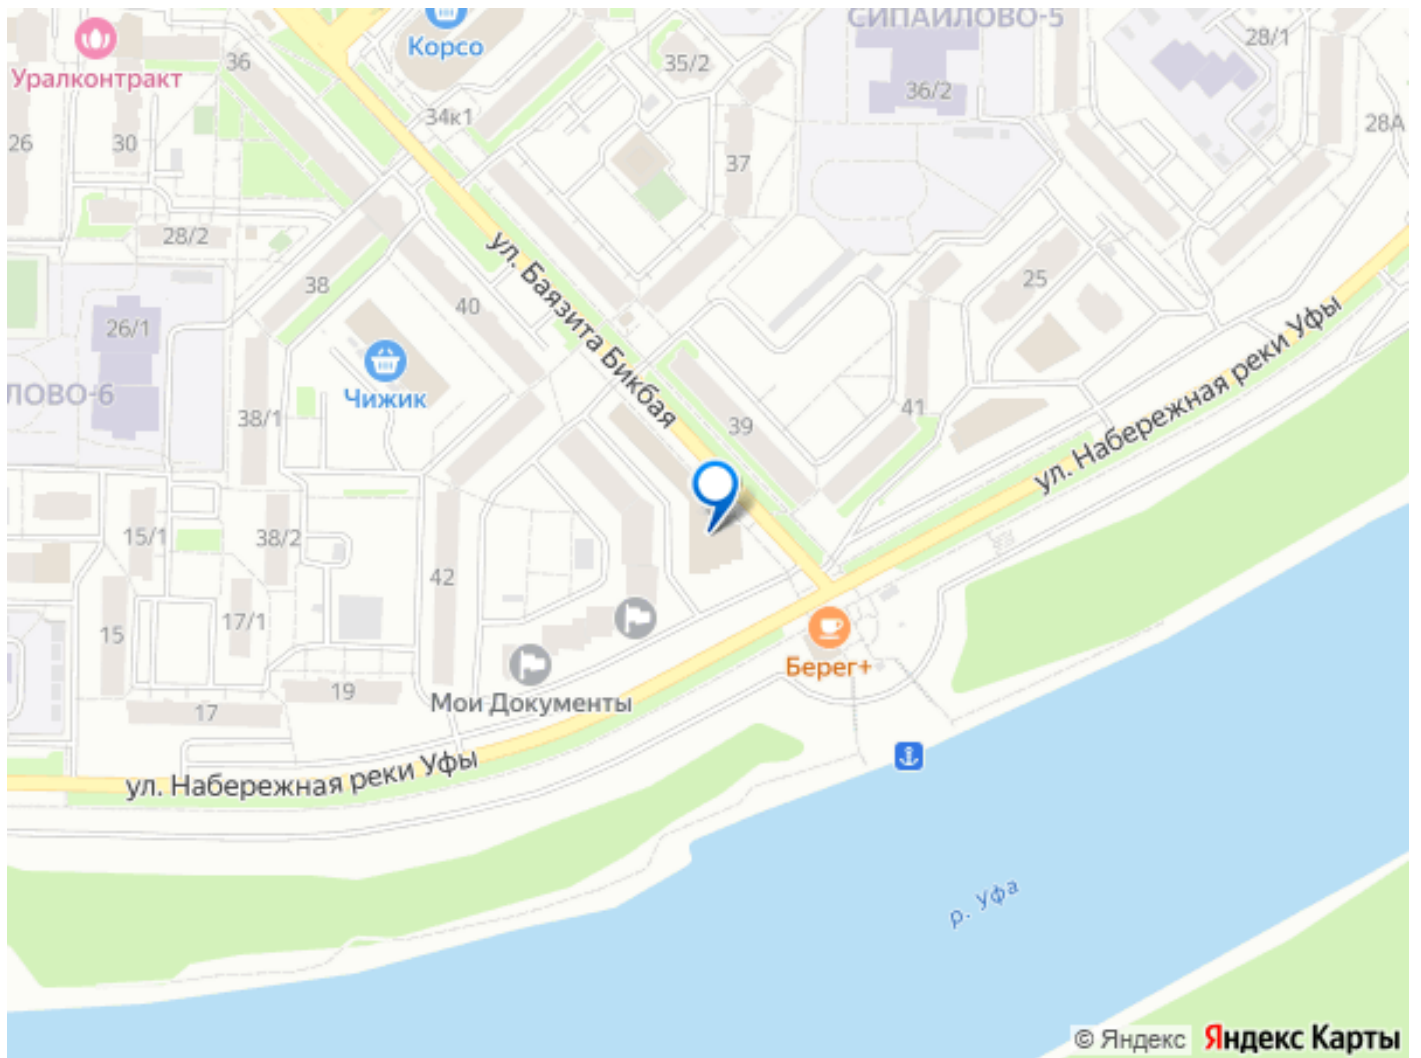 СИПАЙЛОВО-5
28/1
Корсо
36
35/2
Уралконтракт
36/2
34к1
28А
26
30
37
28/2
ул. Баязита Бикбая
25
38
40
26/1
ул. Набережная реки Уфы
Чижик
ЛОВО-6
41
38/1
39
15/1
38/2
42
17/1
15
Берег+
19
Мои Документы
17
ул. Набережная реки Уфы
р. Уфа
© Яндекс Яндекс Карты